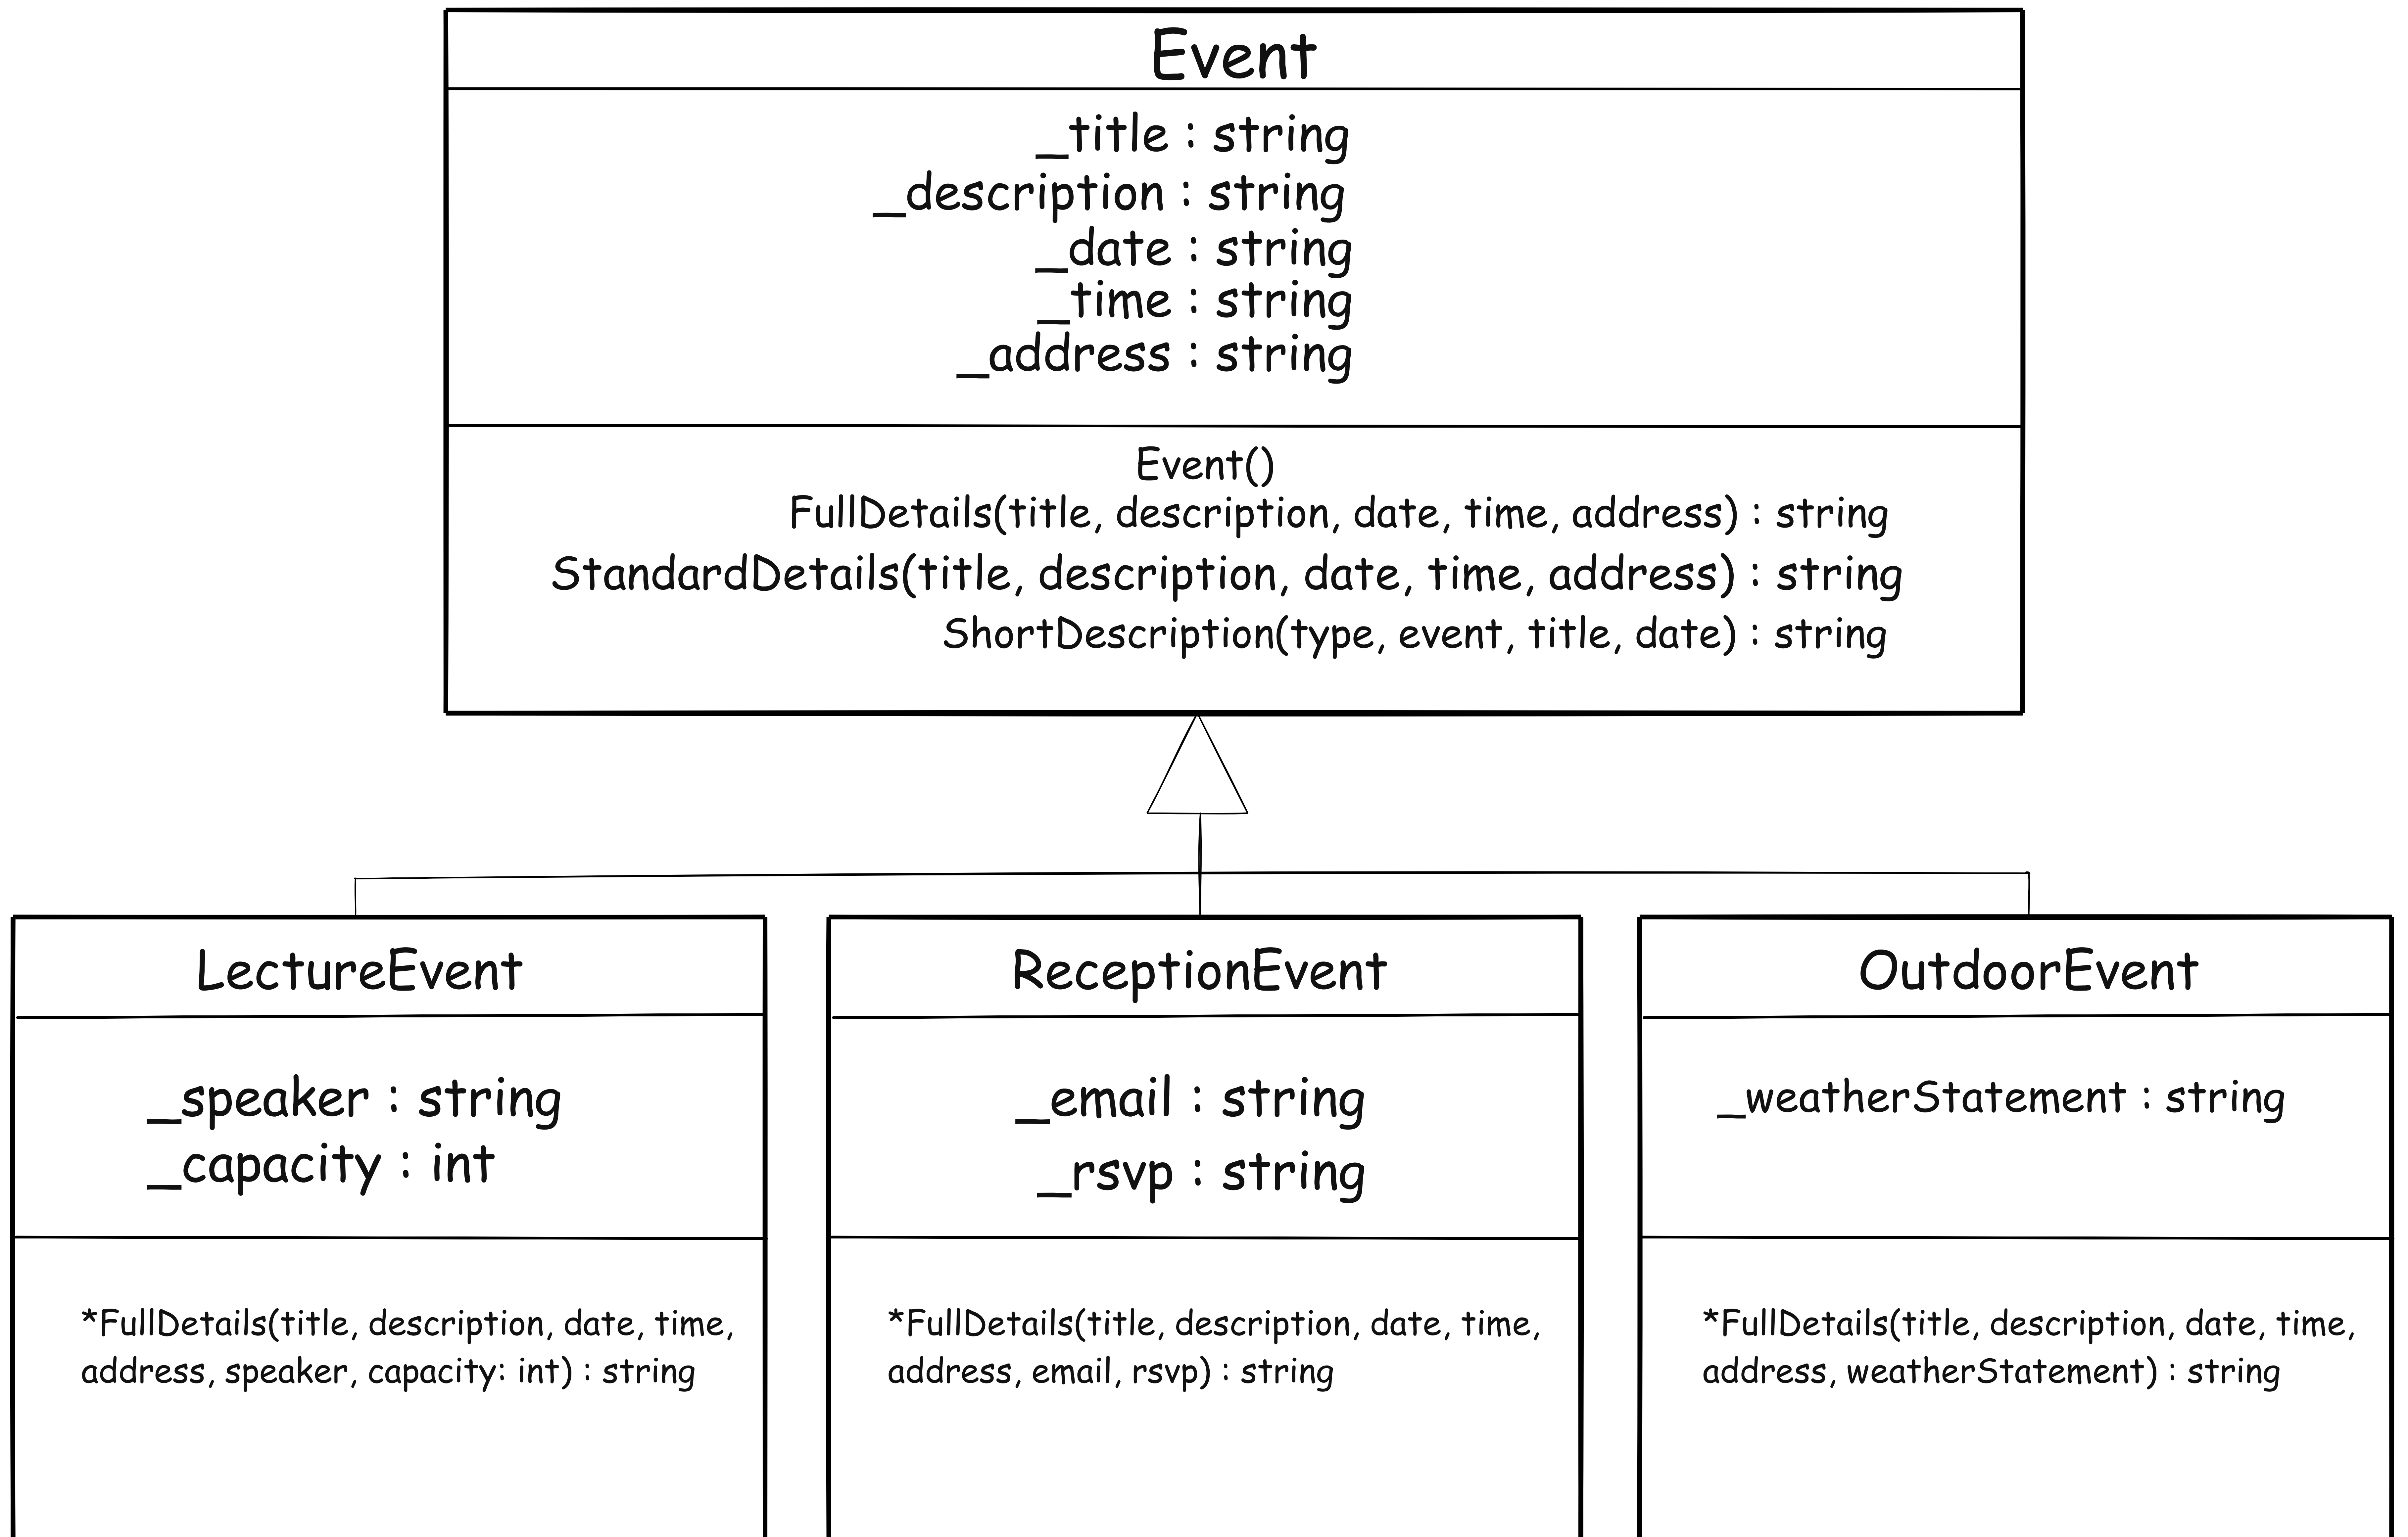 Event
_title : string
_description : string
_date : string
_time : string
_address : string
Event()
FullDetails(title, description, date, time, address) : string
StandardDetails(title, description, date, time, address) : string
ShortDescription(type, event, title, date) : string
LectureEvent
_speaker : string
_capacity : int
*FullDetails(title, description, date, time,
address, speaker, capacity: int) : string
ReceptionEvent
_email : string
_rsvp : string
*FullDetails(title, description, date, time,
address, email, rsvp) : string
OutdoorEvent
_weatherStatement : string
*FullDetails(title, description, date, time,
address, weatherStatement) : string